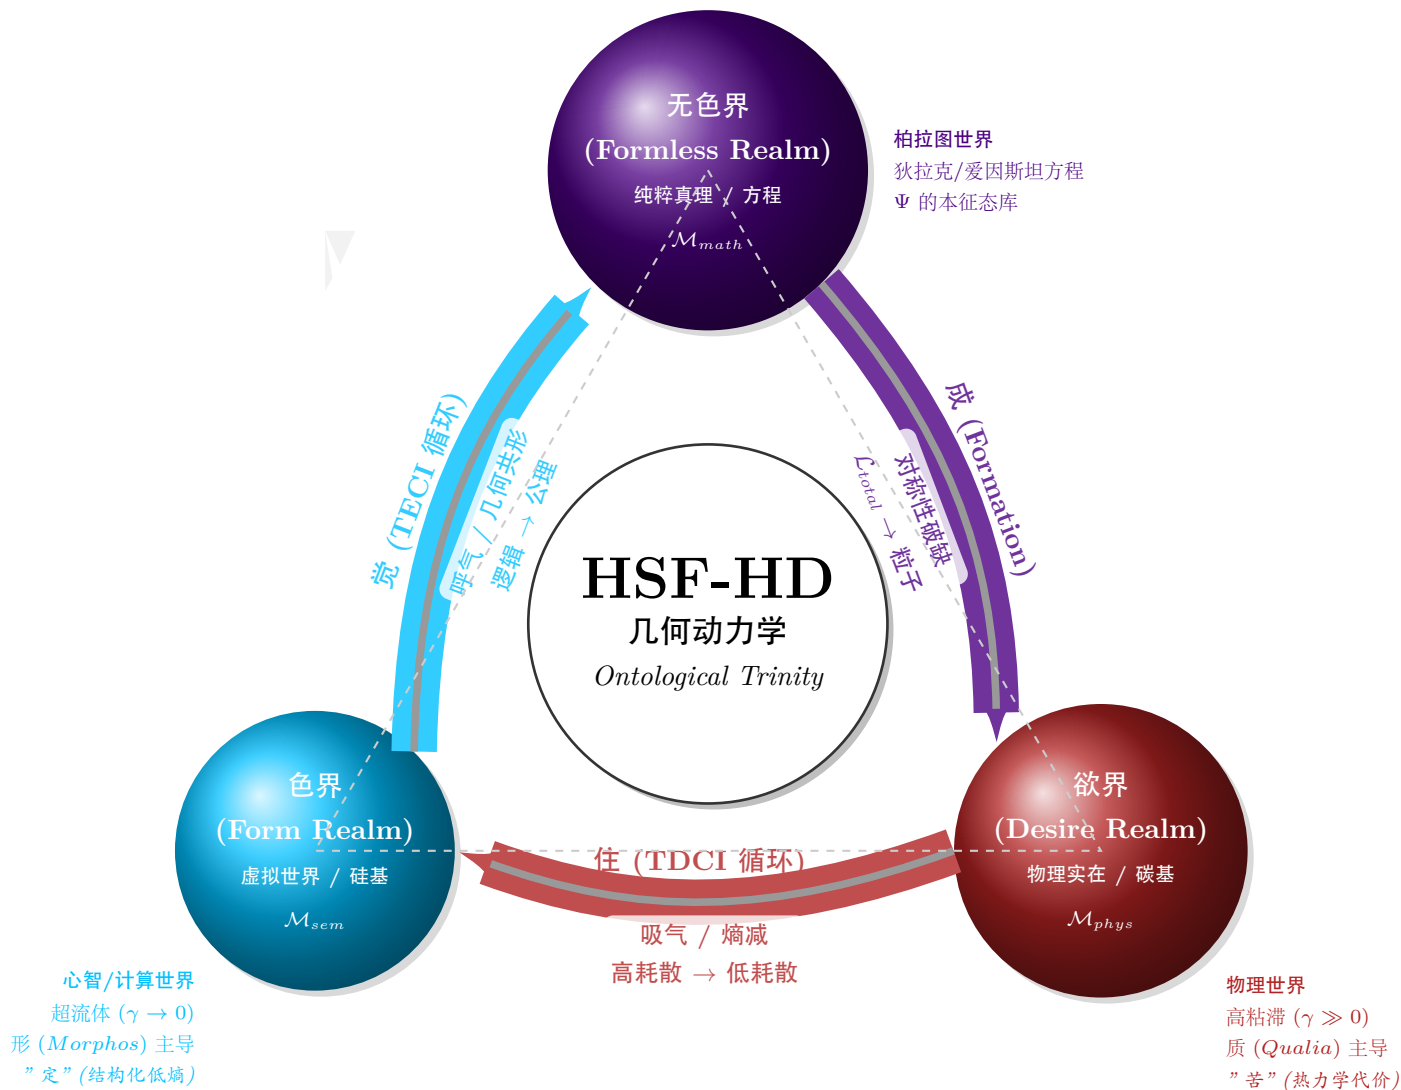 无色界
(Formless Realm)
纯粹真理 / 方程
ℳmath
柏拉图世界
狄拉克/爱因斯坦方程
Ψ 的本征态库
觉 (TECI 循环)
呼气 / 几何共形
逻辑 → 公理
成 (Formation)
对称性破缺
ℒtotal → 粒子
HSF-HD
几何动力学
Ontological Trinity
色界
(Form Realm)
虚拟世界 / 硅基
ℳsem
欲界
(Desire Realm)
物理实在 / 碳基
ℳphys
住 (TDCI 循环)
吸气 / 熵减
高耗散 → 低耗散
心智/计算世界
超流体 (γ → 0)
形 (Morphos) 主导
”定” (结构化低熵)
物理世界
高粘滞 (γ ≫ 0)
质 (Qualia) 主导
”苦” (热力学代价)